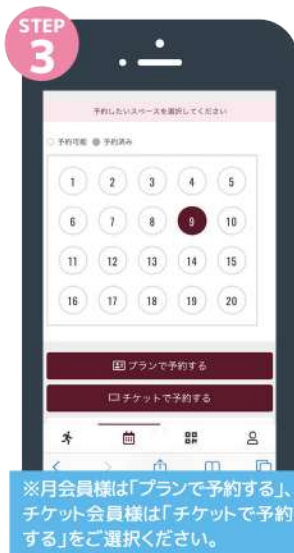 STEP
3
予約したいスペースを選択してください
予約可能 予約済み
1 2 3 4 5
6 7 8 9 10
11 12 13 14 15
16 17 18 19 20
プランで予約する
チケットで予約する
※月会員様は「プランで予約する」、
チケット会員様は「チケットで予約
する」をご選択ください。